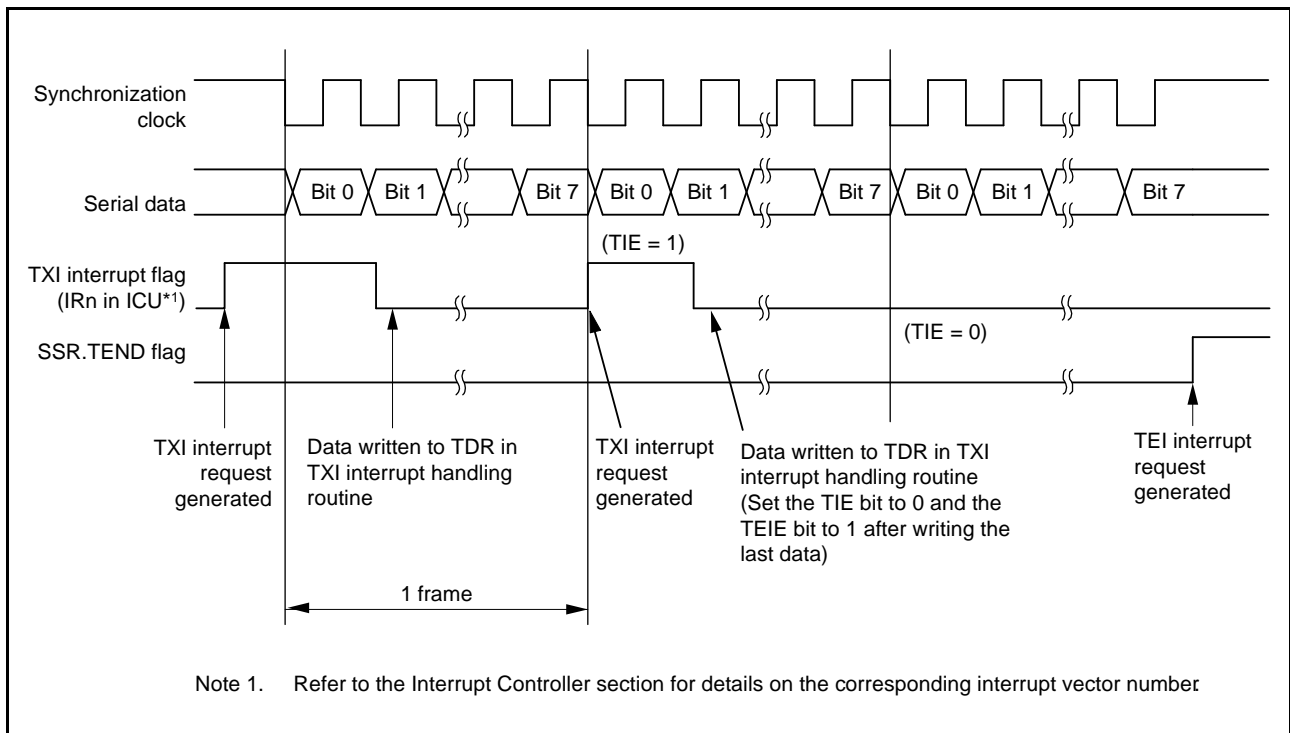 Synchronization
clock
Serial data
Bit 0 Bit 1 Bit 7 Bit 0 Bit 1 Bit 7 Bit 0 Bit 1 Bit 7
(TIE = 1)
TXI interrupt flag
(IRn in ICU*1)
(TIE = 0)
SSR.TEND flag
TXI interrupt
request
generated
Data written to TDR in
TXI interrupt handling
routine
TXI interrupt
request
generated
Data written to TDR in TXI
interrupt handling routine
(Set the TIE bit to 0 and the
TEIE bit to 1 after writing the
last data)
TEI interrupt
request
generated
1 frame
Note 1. Refer to the Interrupt Controller section for details on the corresponding interrupt vector number.